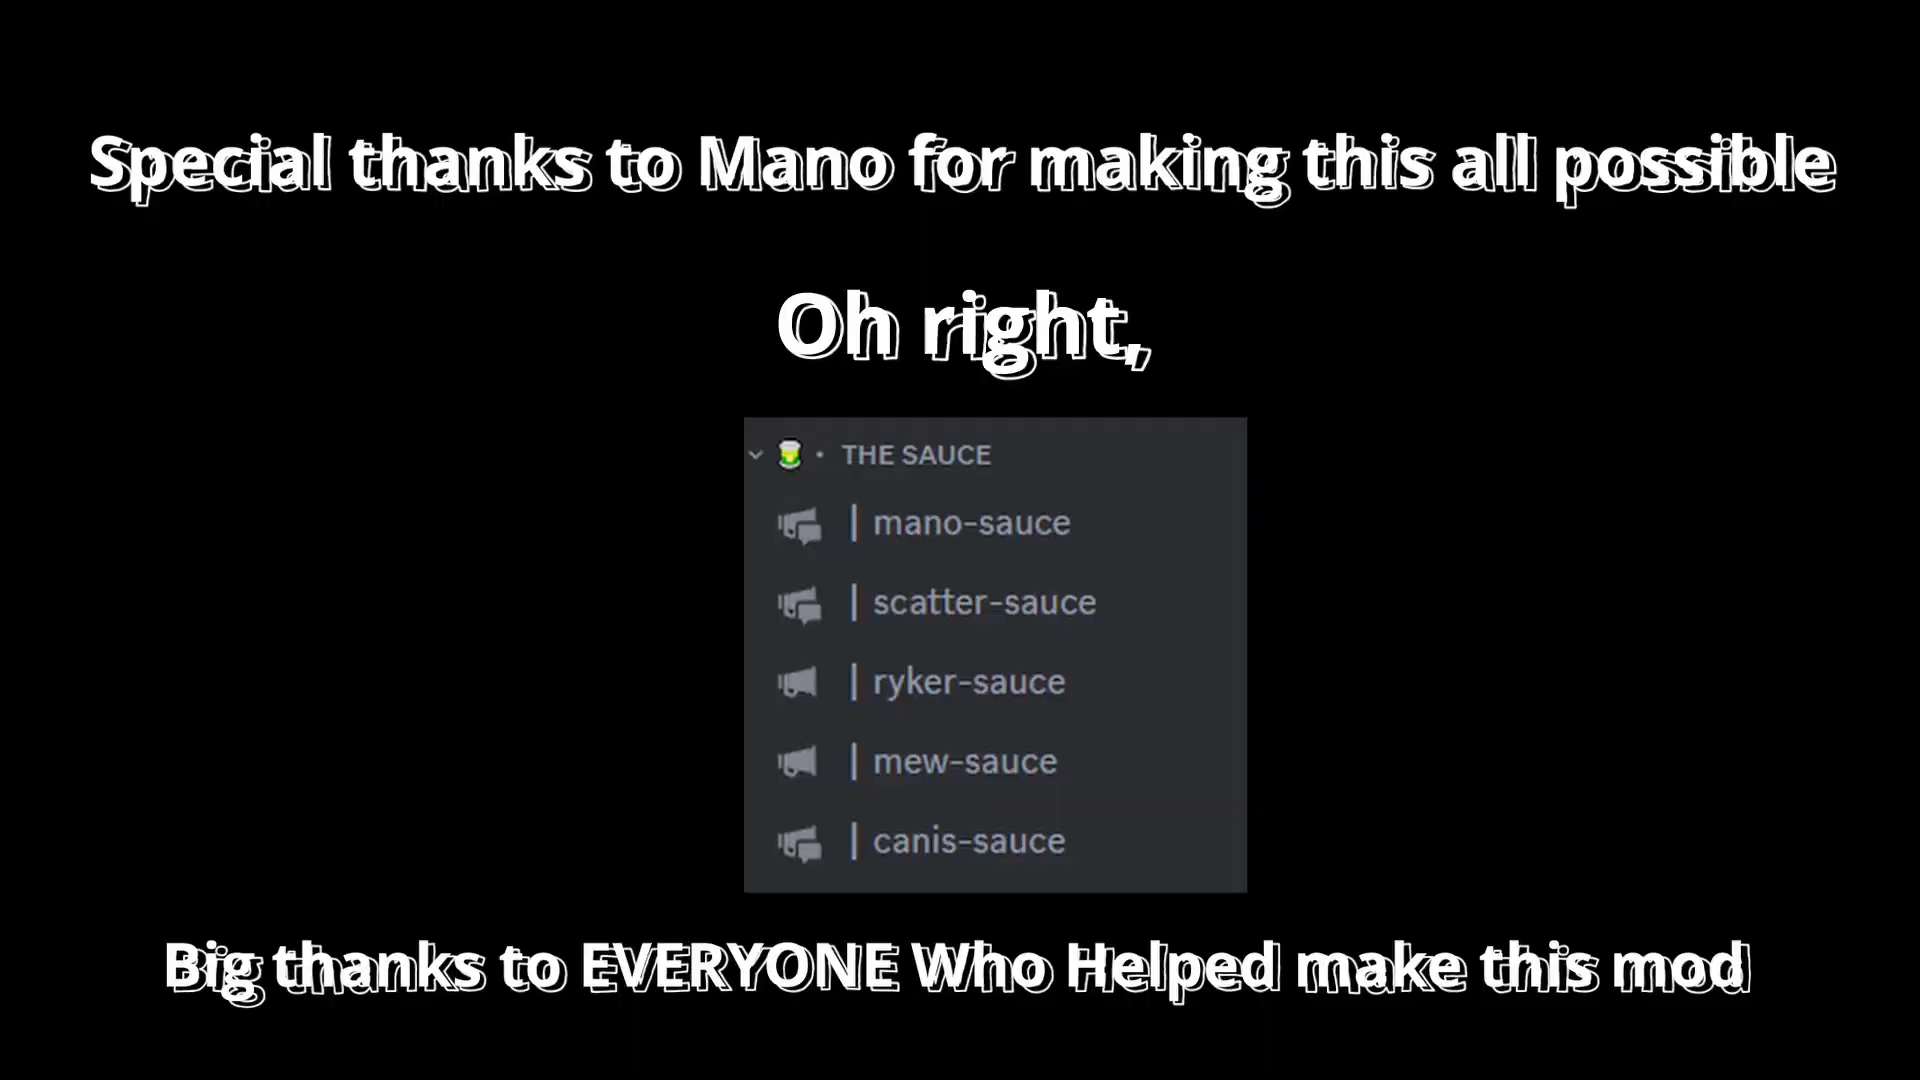 Special thanks to Mano for making this all possible
Oh right,
• THE SAUCE
| mano-sauce
| scatter-sauce
| ryker-sauce
| mew-sauce
| canis-sauce
Big thanks to EVERYONE Who Helped make this mod